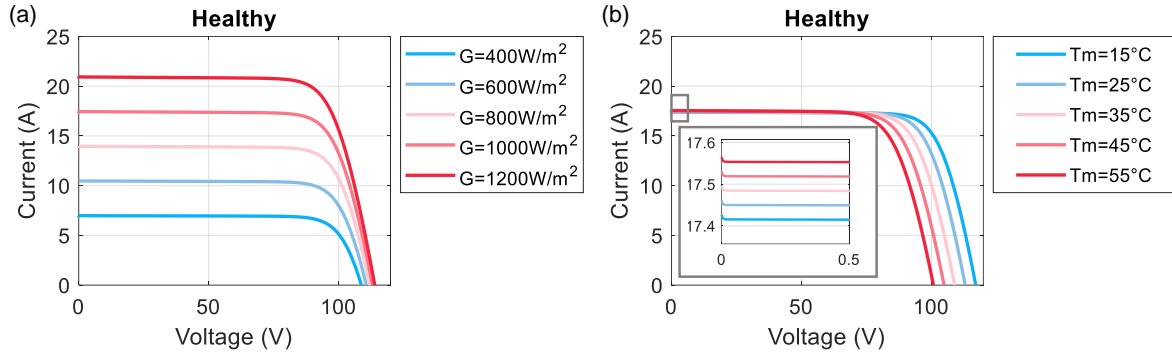 (a)
Healthy
25
20
15
10
5
0
Current (A)
0 50 100
Voltage (V)
G=400W/m²
G=600W/m²
G=800W/m²
G=1000W/m²
G=1200W/m²
(b)
Healthy
25
20
15
10
5
0
Current (A)
0 50 100
Voltage (V)
17.6
17.5
17.4
0 0.5
Tm=15°C
Tm=25°C
Tm=35°C
Tm=45°C
Tm=55°C